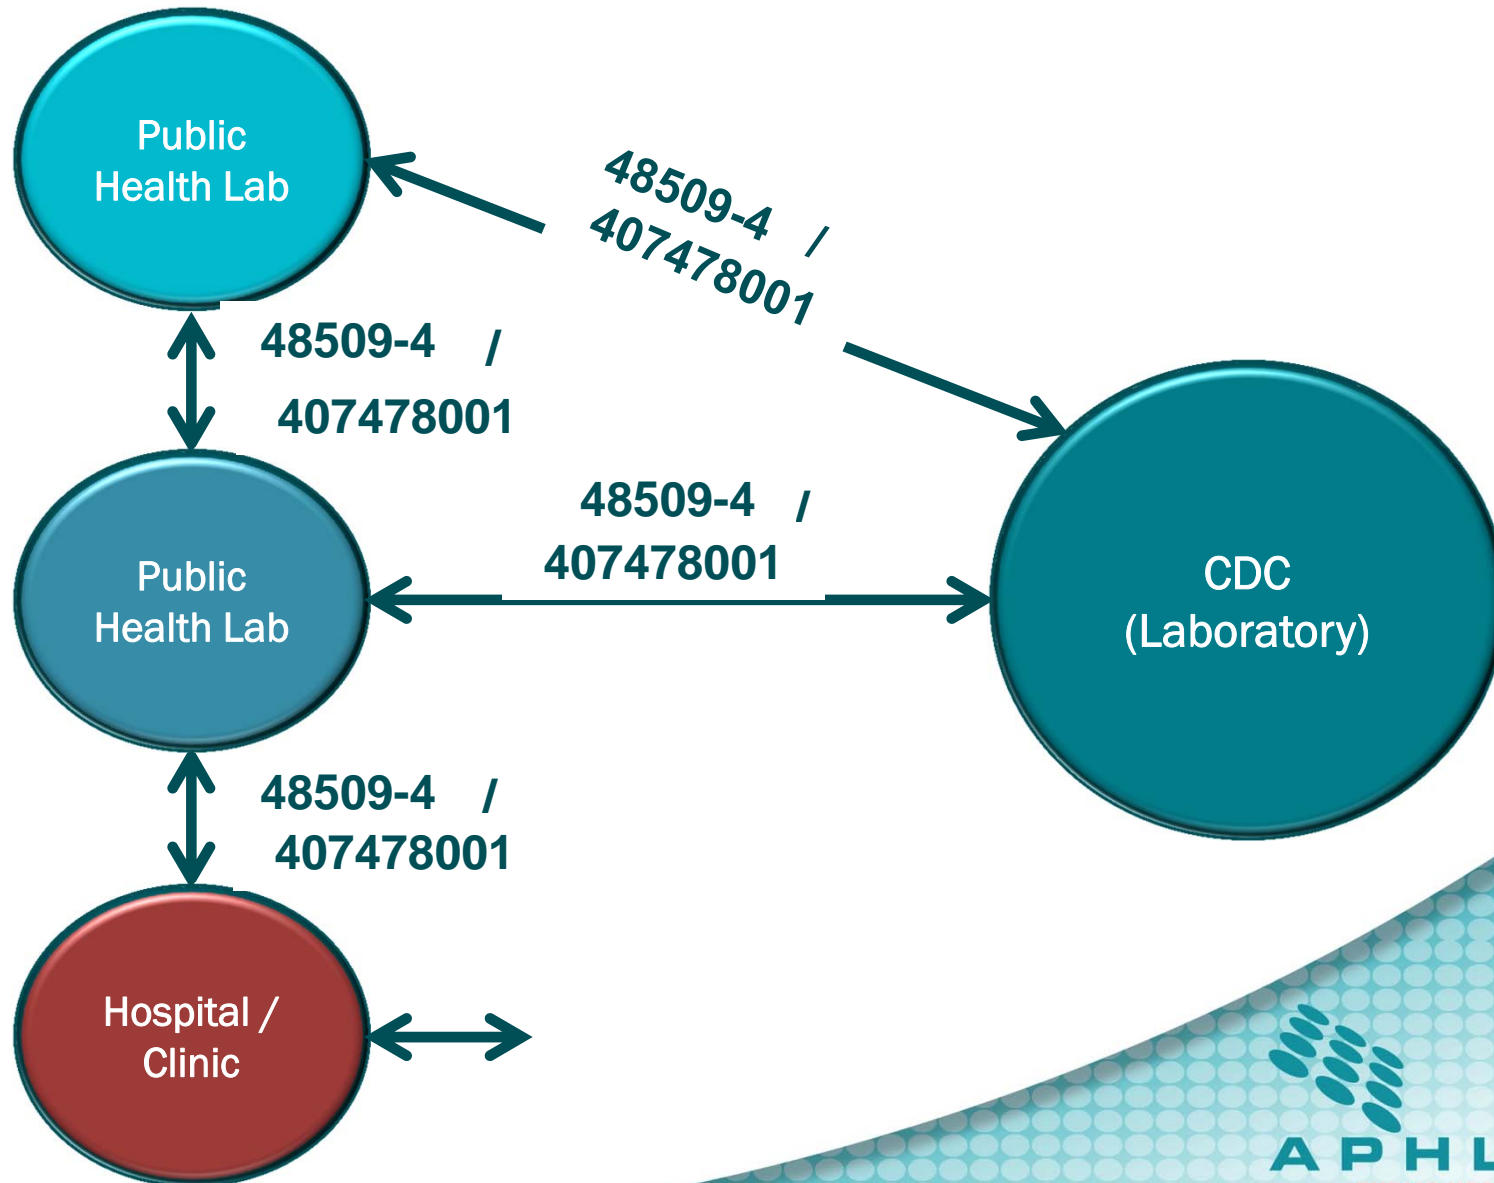 Public
Health Lab
48509-4 /
407478001
48509-4 /
407478001
48509-4 /
407478001
Public
Health Lab
CDC
(Laboratory)
48509-4 /
407478001
Hospital /
Clinic
APHL